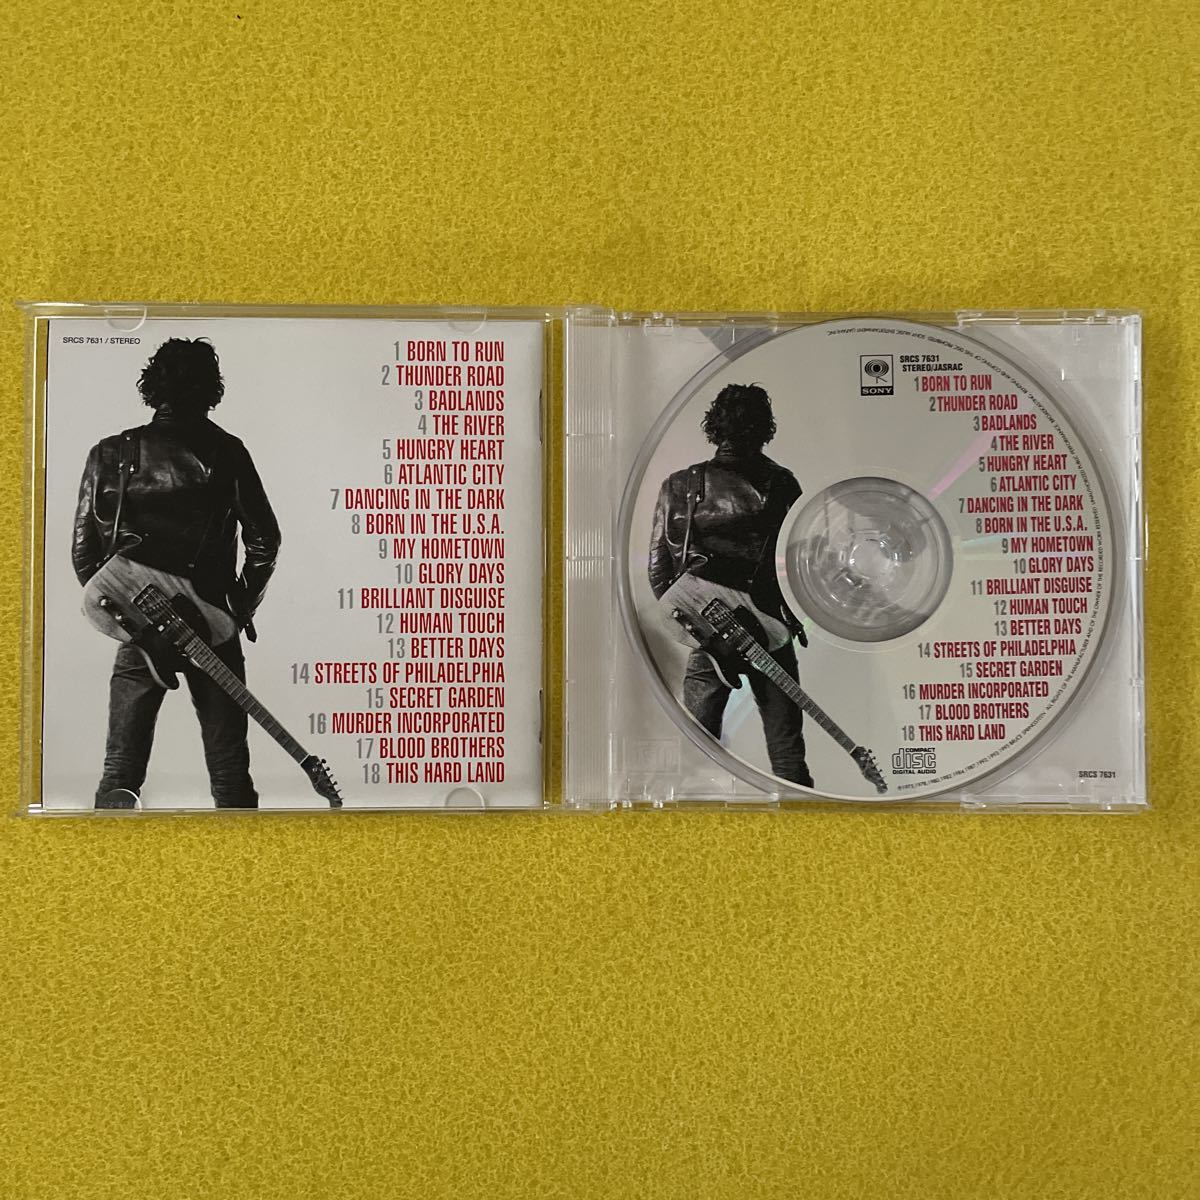 SRCS 7631 / STEREO
1 BORN TO RUN
2 THUNDER ROAD
3 BADLANDS
4 THE RIVER
5 HUNGRY HEART
6 ATLANTIC CITY
7 DANCING IN THE DARK
8 BORN IN THE U.S.A.
9 MY HOMETOWN
10 GLORY DAYS
11 BRILLIANT DISGUISE
12 HUMAN TOUCH
13 BETTER DAYS
14 STREETS OF PHILADELPHIA
15 SECRET GARDEN
16 MURDER INCORPORATED
17 BLOOD BROTHERS
18 THIS HARD LAND
SONY
SRCS 7631
STEREO/JASRAC
1 BORN TO RUN
2 THUNDER ROAD
3 BADLANDS
4 THE RIVER
5 HUNGRY HEART
6 ATLANTIC CITY
7 DANCING IN THE DARK
8 BORN IN THE U.S.A.
9 MY HOMETOWN
10 GLORY DAYS
11 BRILLIANT DISGUISE
12 HUMAN TOUCH
13 BETTER DAYS
14 STREETS OF PHILADELPHIA
15 SECRET GARDEN
16 MURDER INCORPORATED
17 BLOOD BROTHERS
18 THIS HARD LAND
COMPACT
disc
DIGITAL AUDIO
SRCS 7631